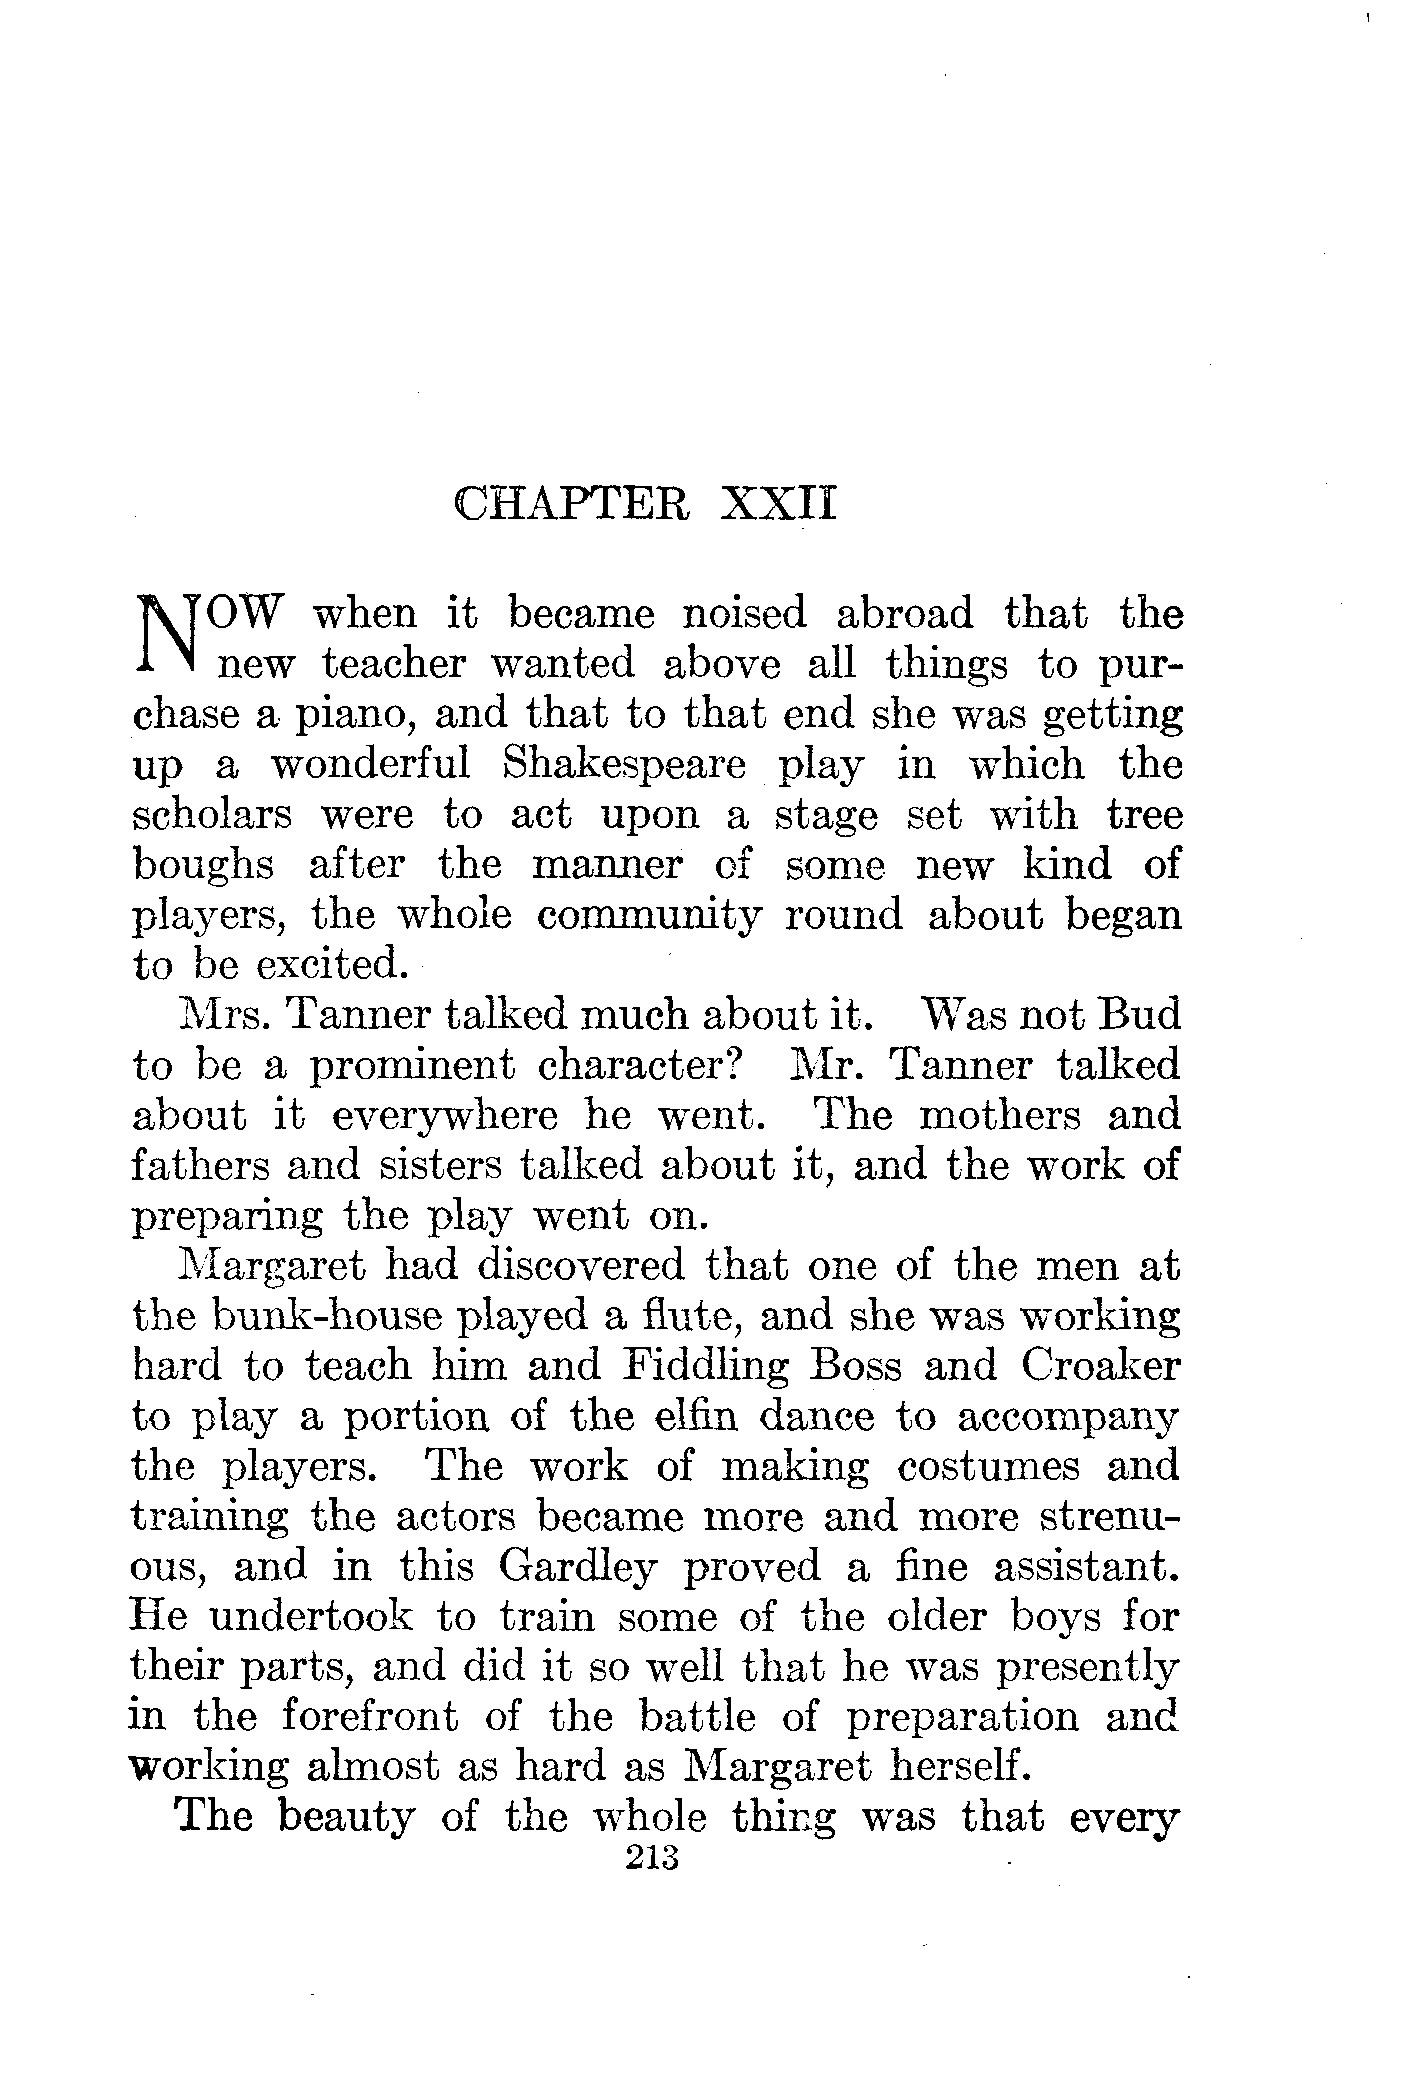 CHAPTER XXII
NOW when it became noised abroad that the
new teacher wanted above all things to pur-
chase a piano, and that to that end she was getting
up a wonderful Shakespeare play in which the
scholars were to act upon a stage set with tree
boughs after the manner of some new kind of
players, the whole community round about began
to be excited.
Mrs. Tanner talked much about it. Was not Bud
to be a prominent character? Mr. Tanner talked
about it everywhere he went. The mothers and
fathers and sisters talked about it, and the work of
preparing the play went on.
Margaret had discovered that one of the men at
the bunk-house played a flute, and she was working
hard to teach him and Fiddling Boss and Croaker
to play a portion of the elfin dance to accompany
the players. The work of making costumes and
training the actors became more and more strenu-
ous, and in this Gardley proved a fine assistant.
He undertook to train some of the older boys for
their parts, and did it so well that he was presently
in the forefront of the battle of preparation and
working almost as hard as Margaret herself.
The beauty of the whole thing was that every
213